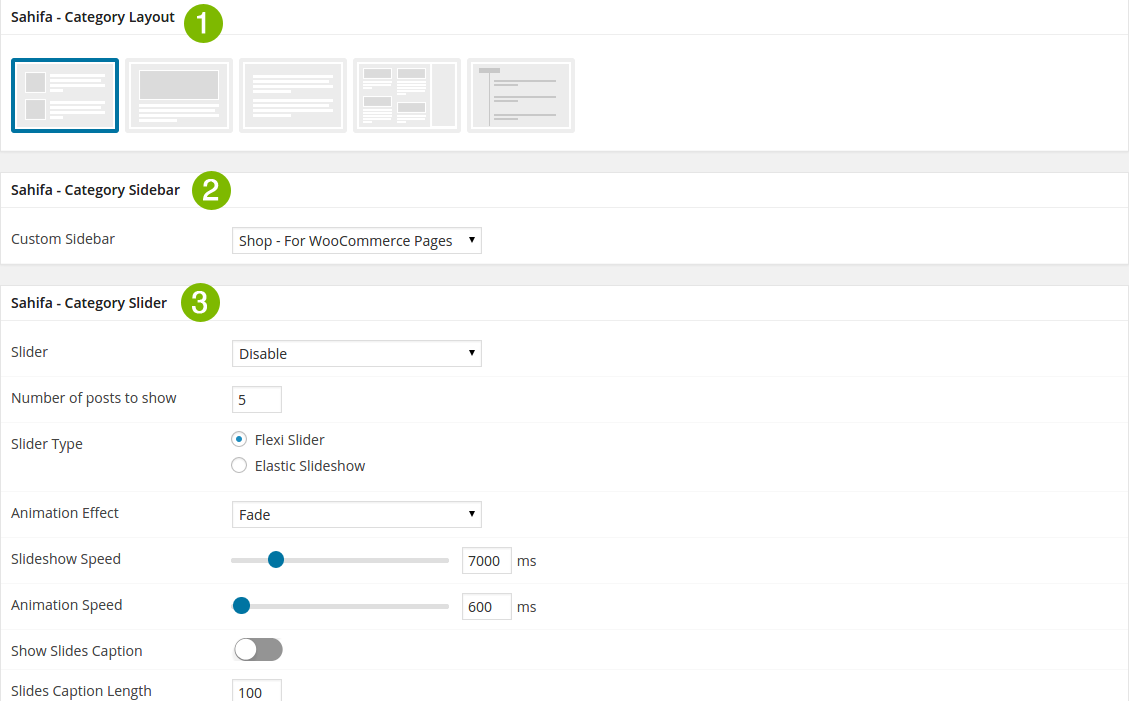 Sahifa - Category Layout 1
Sahifa - Category Sidebar 2
Custom Sidebar Shop - For WooCommerce Pages
Sahifa - Category Slider 3
Slider Disable
Number of posts to show 5
Slider Type Flexi Slider
Elastic Slideshow
Animation Effect Fade
Slideshow Speed 7000 ms
Animation Speed 600 ms
Show Slides Caption
Slides Caption Length 100